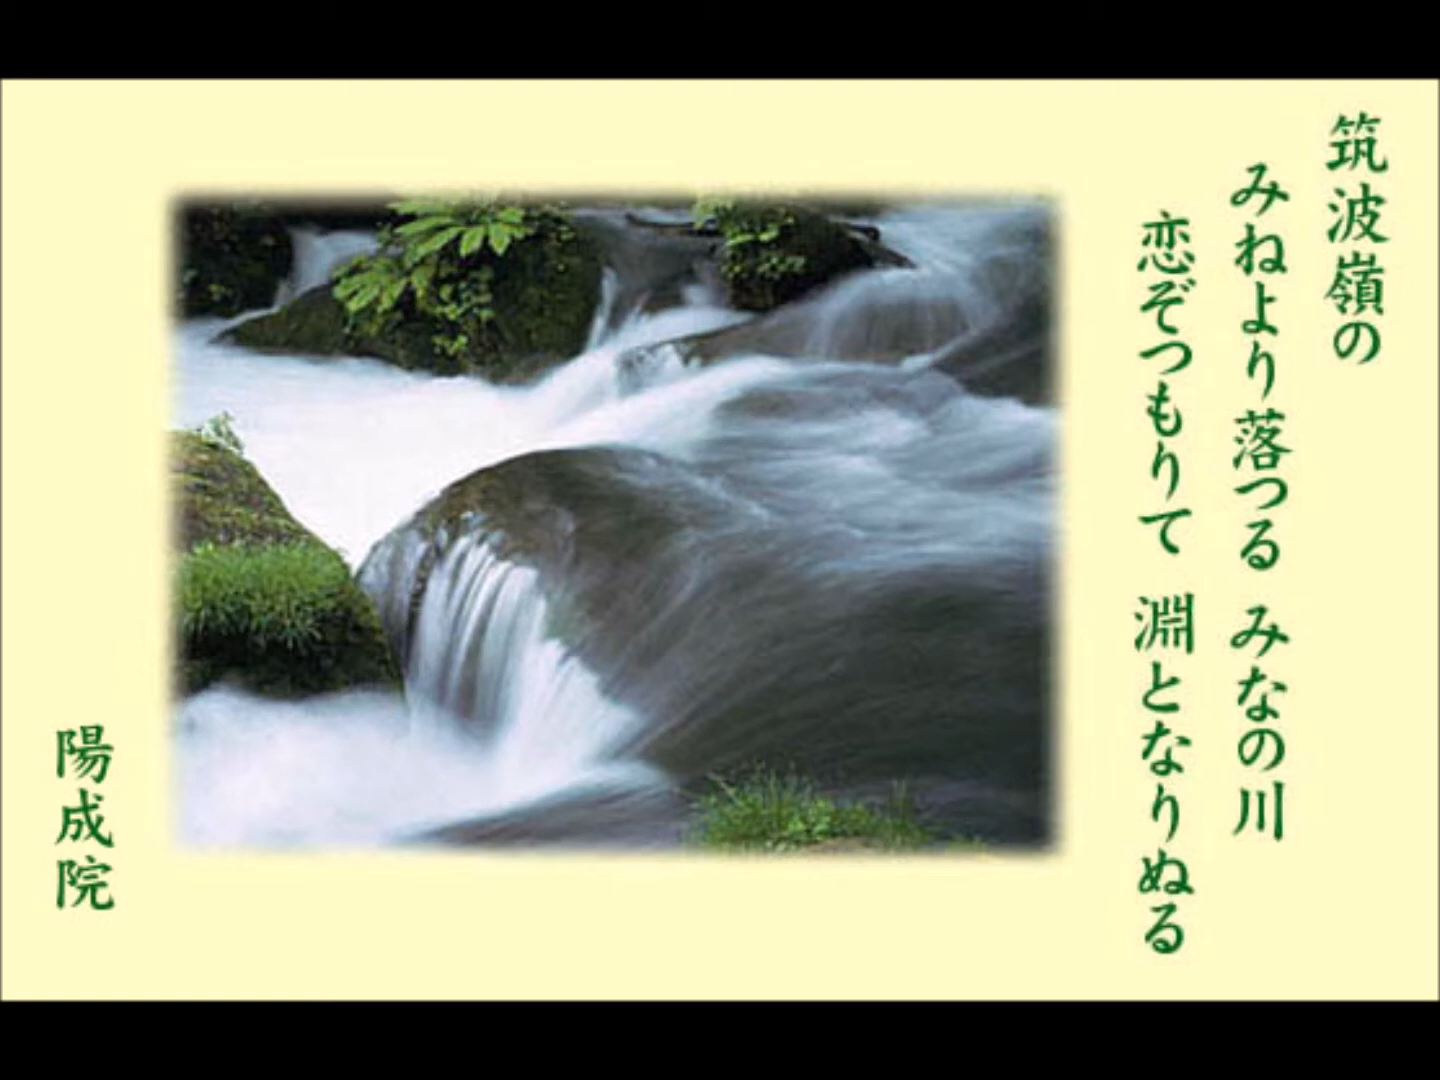 筑波嶺の
みねより落つる みなの川
恋ぞつもりて 淵となりぬる
陽成院